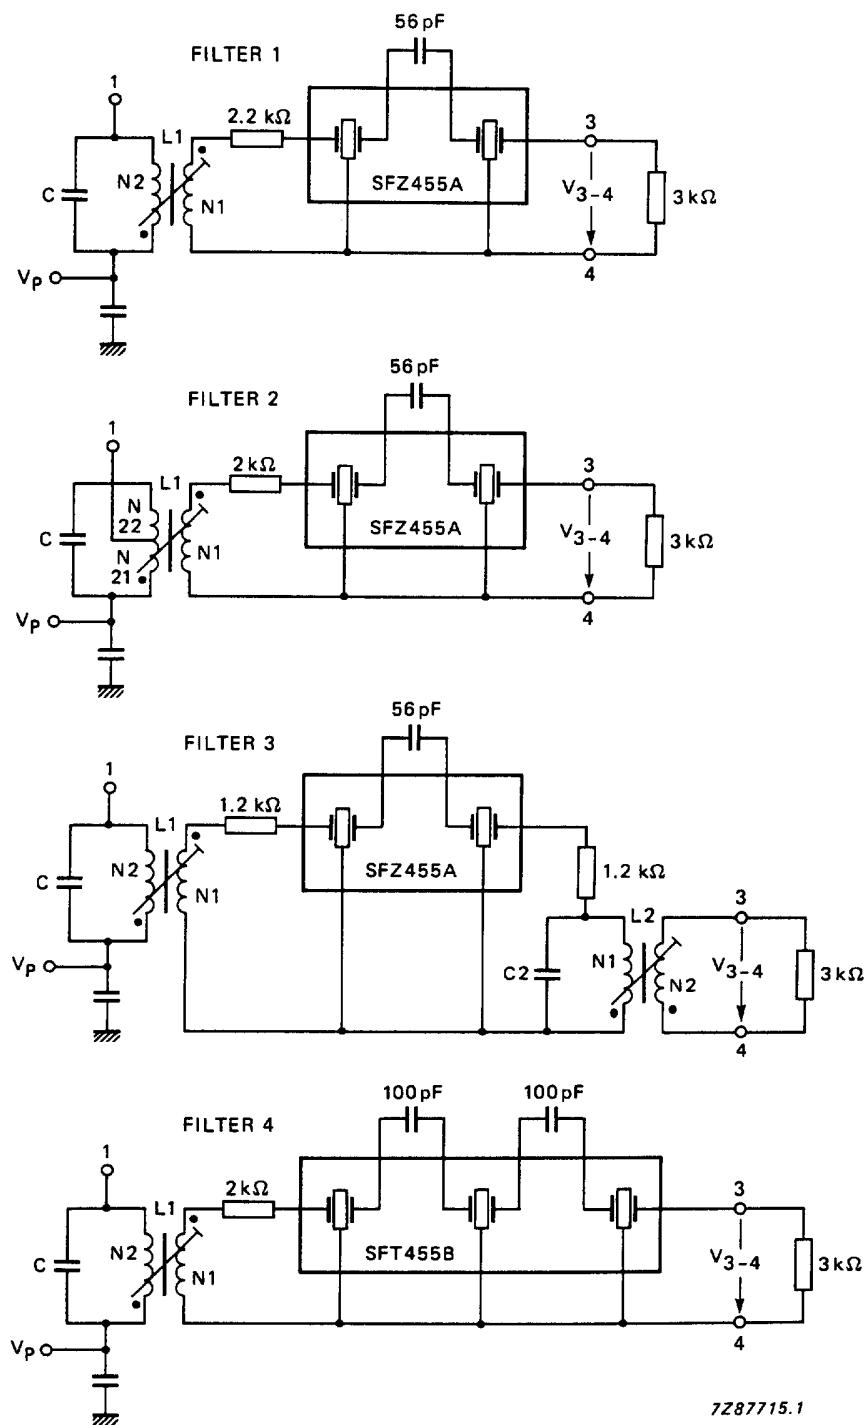 56 pF
FILTER 1
1
2.2 kΩ
L1
3
N2
C
N1
SFZ455A
V3-4
3 kΩ
VP
4
56 pF
FILTER 2
1
2 kΩ
L1
3
N
22
C
N
21
N1
SFZ455A
V3-4
3 kΩ
VP
4
56 pF
FILTER 3
1
1.2 kΩ
L1
N2
C
N1
SFZ455A
1.2 kΩ
L2
3
VP
C2
N1
N2
V3-4
3 kΩ
4
100 pF 100 pF
FILTER 4
1
2 kΩ
L1
3
N2
C
N1
SFT455B
V3-4
3 kΩ
VP
4
7Z87715.1